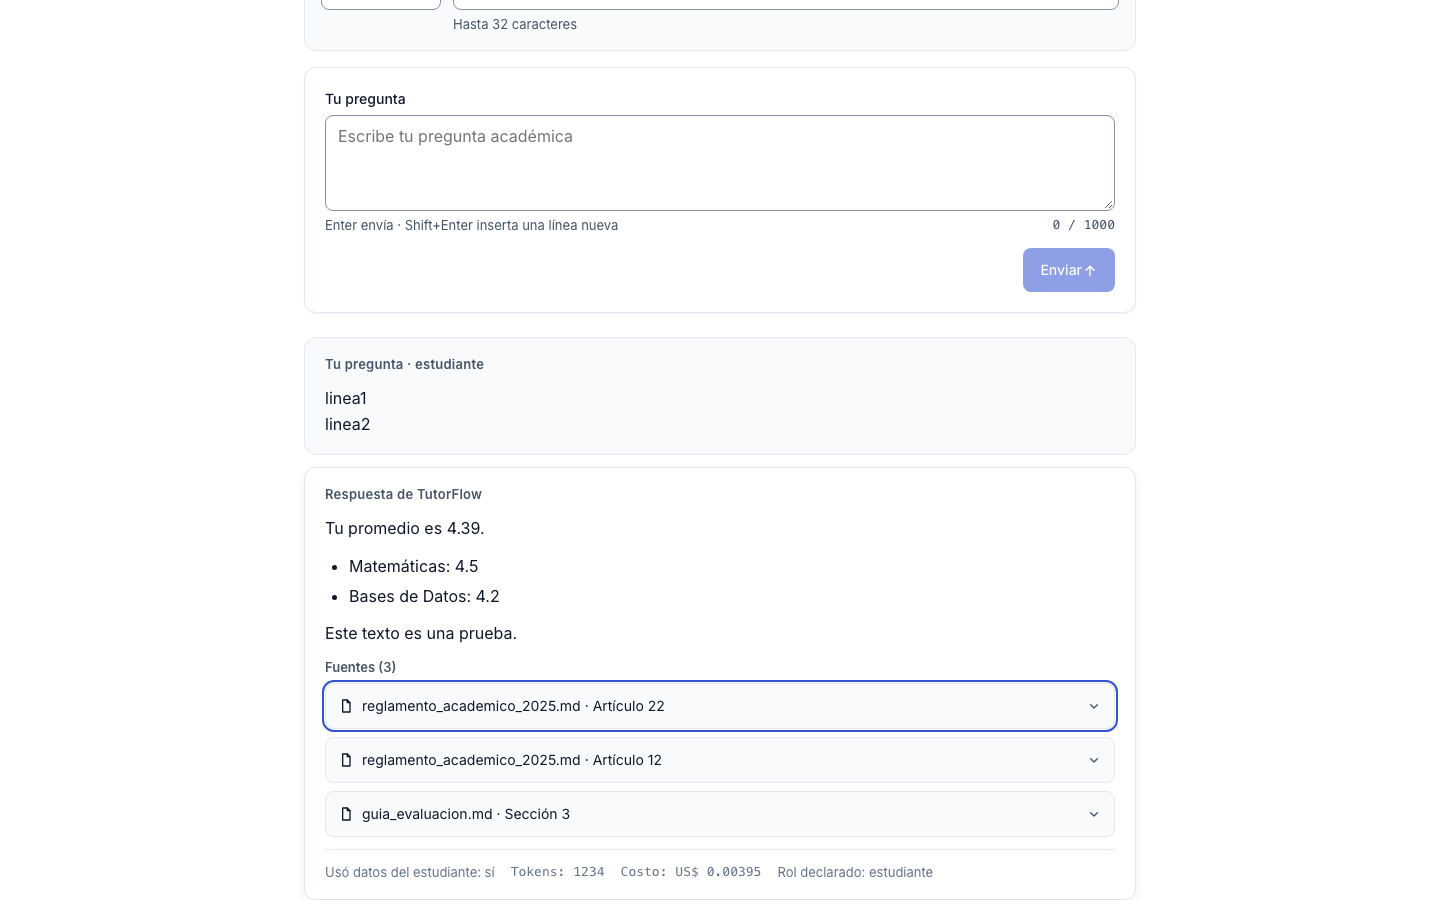 Hasta 32 caracteres
Tu pregunta
Escribe tu pregunta académica
Enter envía · Shift+Enter inserta una línea nueva
0 / 1000
Enviar↑
Tu pregunta · estudiante
linea1
linea2
Respuesta de TutorFlow
Tu promedio es 4.39.
• Matemáticas: 4.5
• Bases de Datos: 4.2
Este texto es una prueba.
Fuentes (3)
reglamento_academico_2025.md · Artículo 22
reglamento_academico_2025.md · Artículo 12
guia_evaluacion.md · Sección 3
Usó datos del estudiante: sí Tokens: 1234 Costo: US$ 0.00395 Rol declarado: estudiante